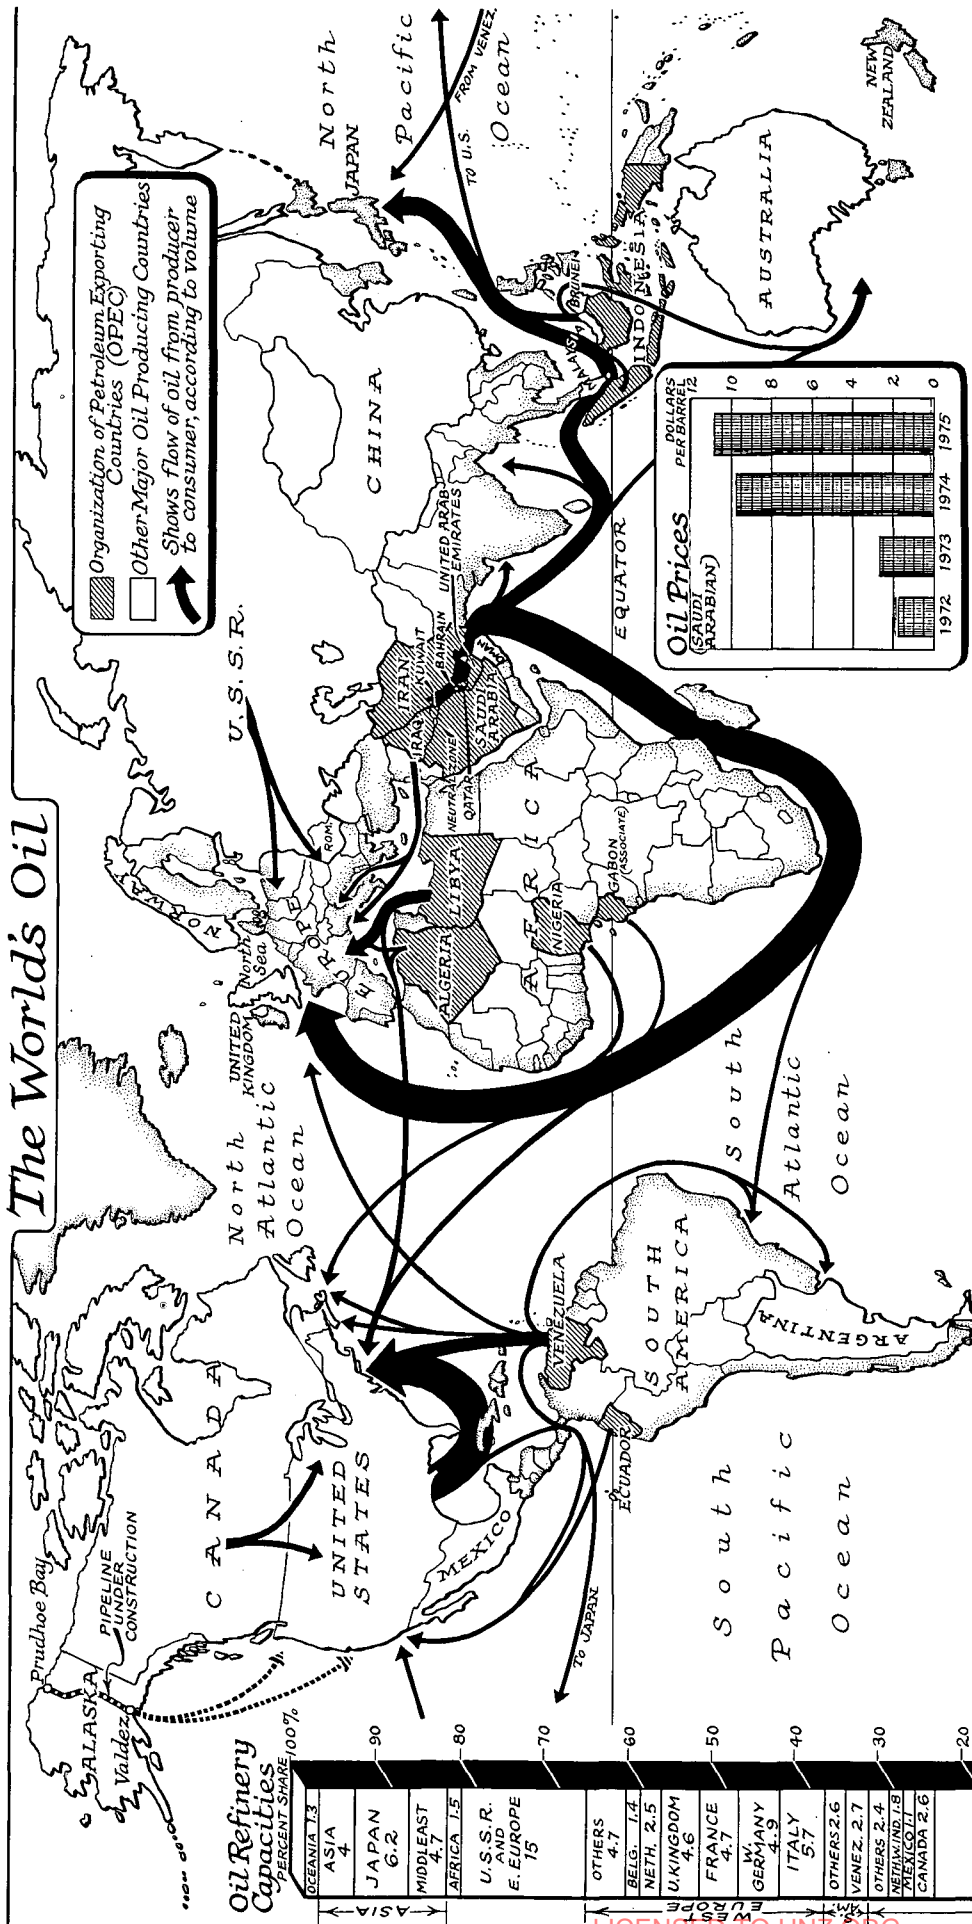 The World's Oil
Organization of Petroleum Exporting
Countries (OPEC)
Other Major Oil Producing Countries
Shows flow of oil from producer
to consumer, according to volume
Prudhoe Bay
ALASKA
Valdez
PIPELINE
UNDER
CONSTRUCTION
CANADA
UNITED
STATES
MEXICO
North
Atlantic
Ocean
UNITED
KINGDOM
North
Sea
NORWAY
EUROPE
ROM.
U.S.S.R.
CHINA
JAPAN
North
Pacific
Ocean
FROM VENEZ.
TO U.S.
ALGERIA
LIBYA
AFRICA
NIGERIA
GABON
(ASSOCIATE)
IRAQ
IRAN
KUWAIT
BAHRAIN
UNITED ARAB
EMIRATES
NEUTRAL ZONE
QATAR
SAUDI
ARABIA
OMAN
MALAYSIA
BRUNEI
INDONESIA
AUSTRALIA
NEW
ZEALAND
EQUATOR
VENEZUELA
ECUADOR
SOUTH
AMERICA
ARGENTINA
To JAPAN
South
Pacific
Ocean
South
Atlantic
Ocean
Oil Prices
(SAUDI
ARABIAN)
DOLLARS
PER BARREL
12
10
8
6
4
2
0
1972 1973 1974 1975
Oil Refinery
Capacities
PERCENT SHARE
100%
90
80
70
60
50
40
30
20
OCEANIA 1.3
ASIA
4
JAPAN
6.2
MIDDLE EAST
4.7
AFRICA 1.5
U.S.S.R.
AND
E. EUROPE
15
OTHERS
4.7
BELG. 1.4
NETH. 2.5
U.KINGDOM
4.6
FRANCE
4.7
W.
GERMANY
4.9
ITALY
5.7
OTHERS 2.6
VENEZ. 2.7
OTHERS 2.4
NETH.W.IND. 1.8
MEXICO 1.1
CANADA 2.6
ASIA
WEST
EUROPE
S.
AM.